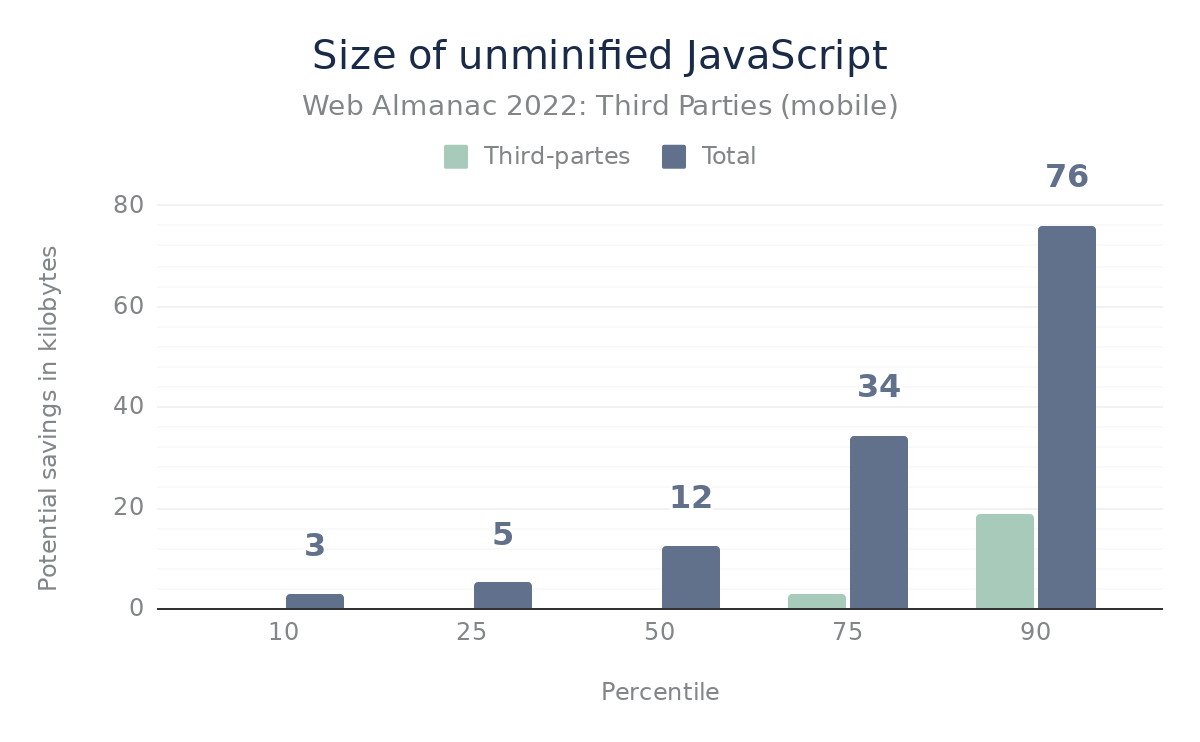 Size of unminified JavaScript
Web Almanac 2022: Third Parties (mobile)
Third-partes
Total
Potential savings in kilobytes
80
60
40
20
0
3
5
12
34
76
10
25
50
75
90
Percentile